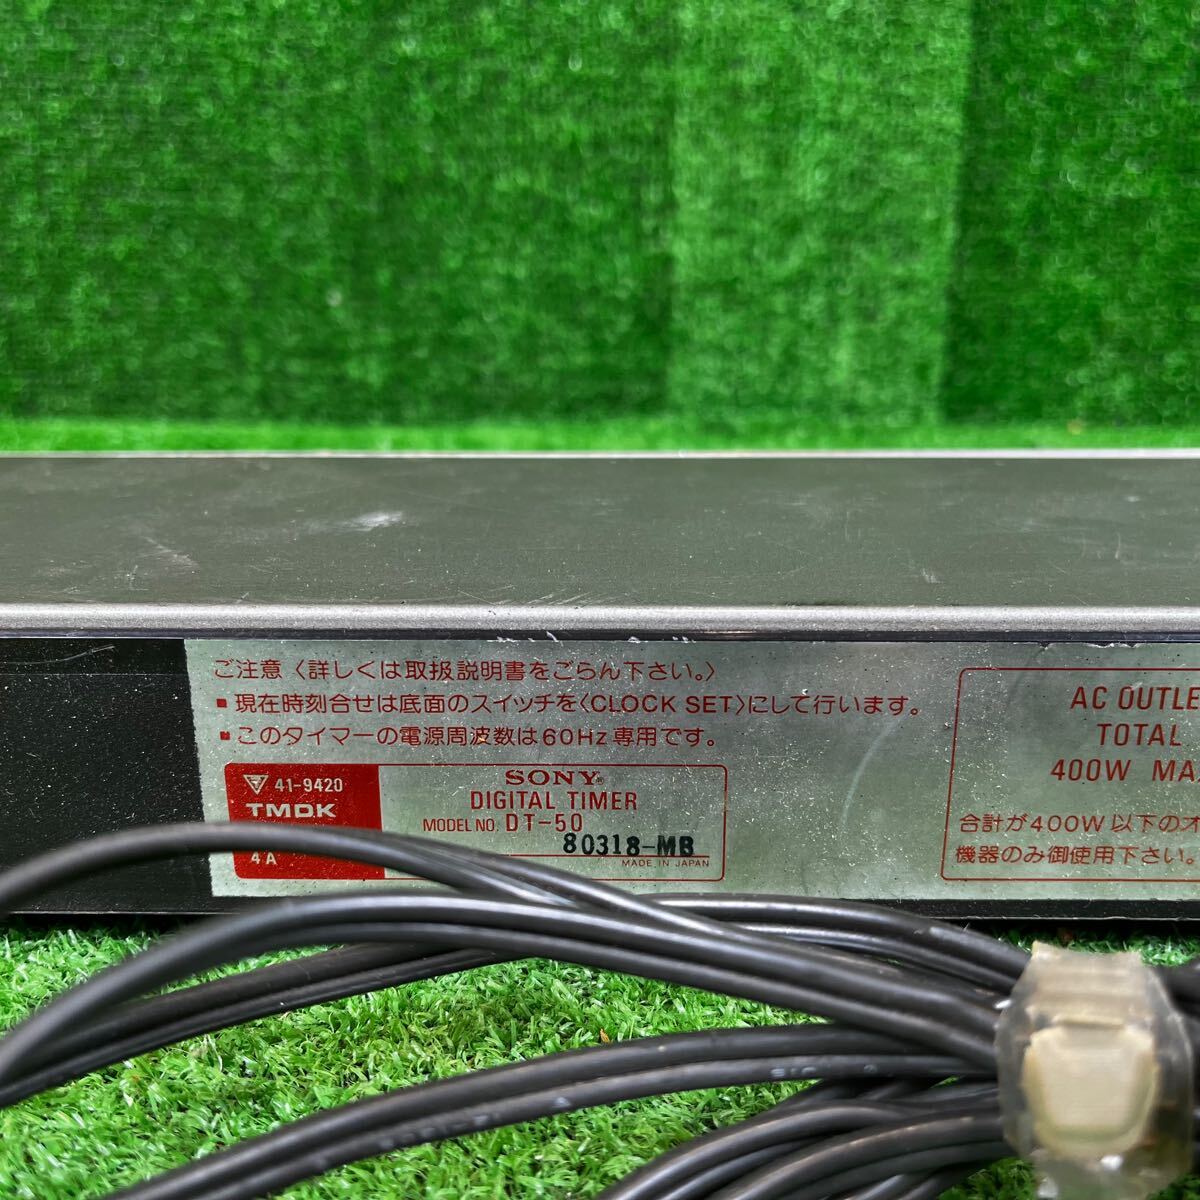 ご注意〈詳しくは取扱説明書をごらん下さい。〉
■現在時刻合せは底面のスイッチを〈CLOCK SET〉にして行います。
■このタイマーの電源周波数は60Hz専用です。
41-9420
TMDK
4A
SONY®
DIGITAL TIMER
MODEL NO. DT-50
80318-MB
MADE IN JAPAN
AC OUTLE
TOTAL
400W MA
合計が400W以下のオ
機器のみ御使用下さい。